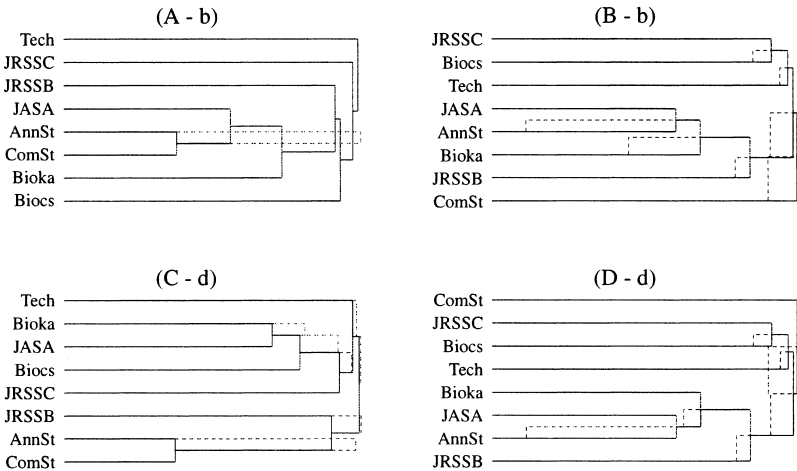 (A - b)
Tech
JRSSC
JRSSB
JASA
AnnSt
ComSt
Bioka
Biocs
(B - b)
JRSSC
Biocs
Tech
JASA
AnnSt
Bioka
JRSSB
ComSt
(C - d)
Tech
Bioka
JASA
Biocs
JRSSC
JRSSB
AnnSt
ComSt
(D - d)
ComSt
JRSSC
Biocs
Tech
Bioka
JASA
AnnSt
JRSSB